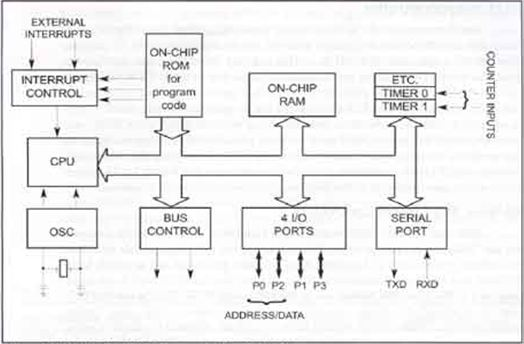 EXTERNAL
INTERRUPTS
INTERRUPT
CONTROL
ON-CHIP
ROM
for
program
code
ON-CHIP
RAM
ETC.
TIMER 0
TIMER 1
COUNTER INPUTS
CPU
OSC
BUS
CONTROL
4 I/O
PORTS
SERIAL
PORT
P0 P2 P1 P3
TXD RXD
ADDRESS/DATA